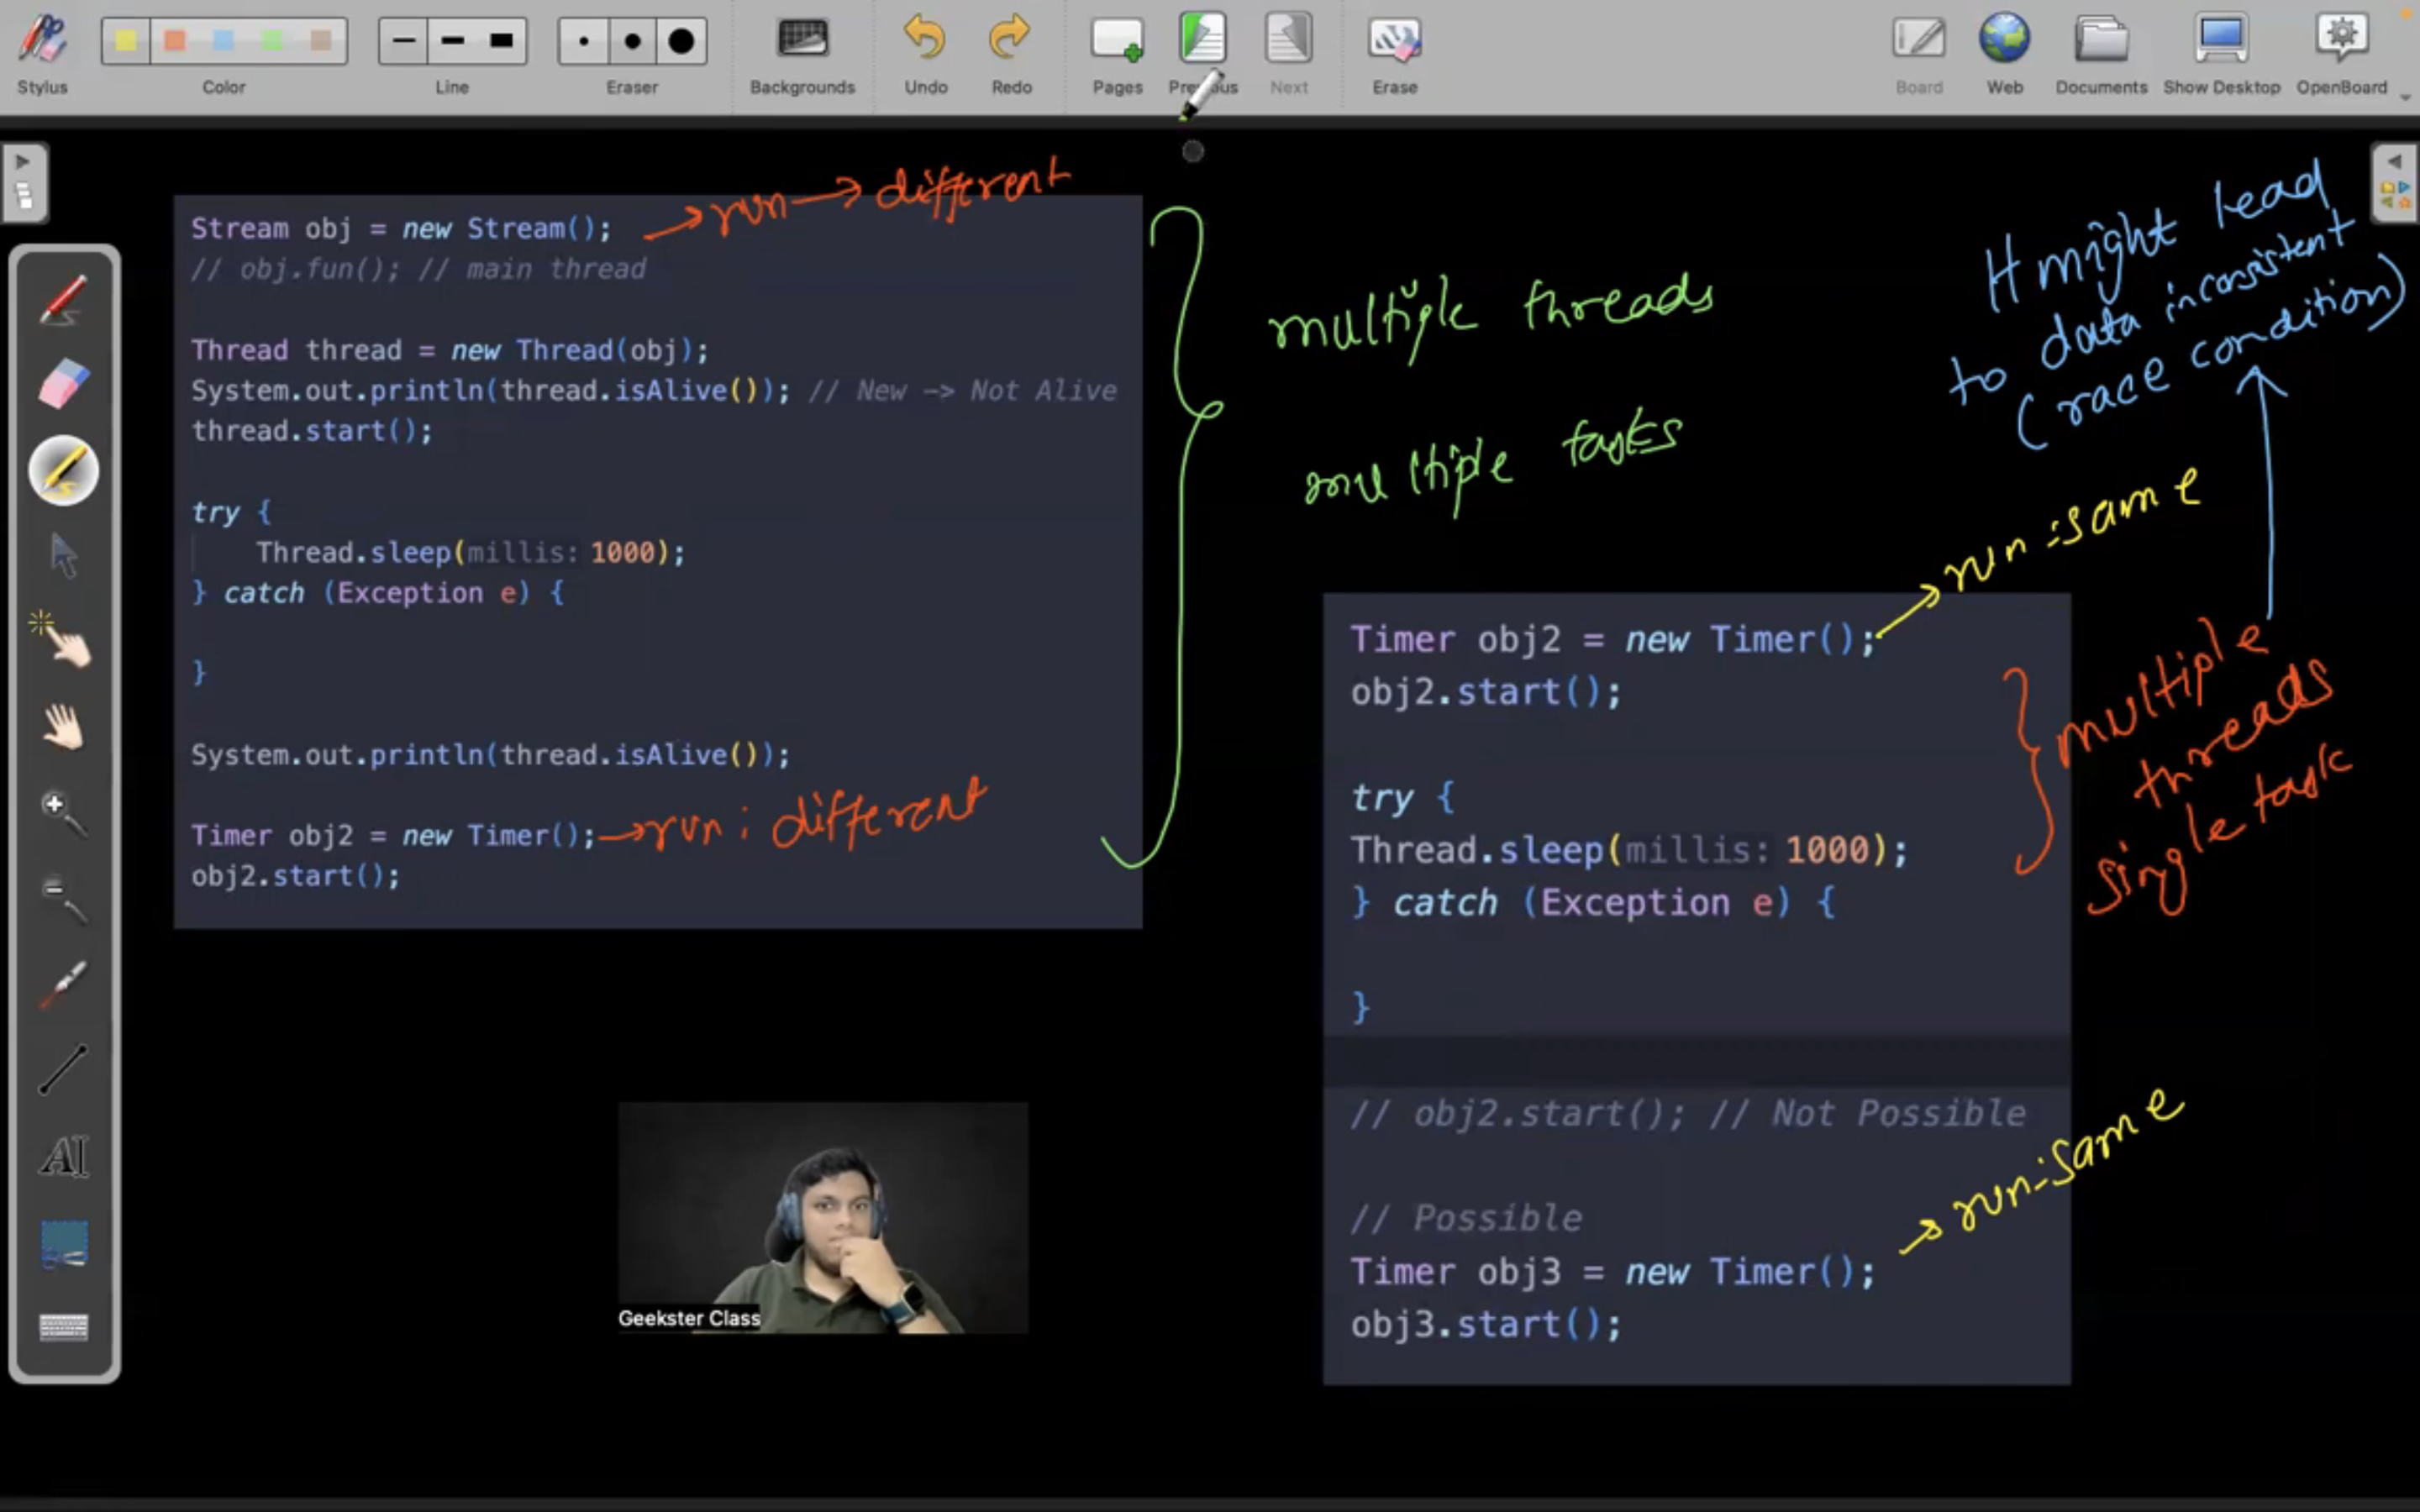 Stylus
Color
Line
Eraser
Backgrounds
Undo
Redo
Pages
Previous
Next
Erase
Board
Web
Documents
Show Desktop
OpenBoard
Stream obj = new Stream(); → run → different
// obj.fun(); // main thread
Thread thread = new Thread(obj);
System.out.println(thread.isAlive()); // New -> Not Alive
thread.start();
try {
Thread.sleep(millis: 1000);
} catch (Exception e) {
}
System.out.println(thread.isAlive());
Timer obj2 = new Timer(); → run : different
obj2.start();
multiple threads
multiple tasks
It might lead
to data inconsistent
(race condition)
Timer obj2 = new Timer(); → run :same
obj2.start();
try {
Thread.sleep(millis: 1000);
} catch (Exception e) {
}
multiple
threads
single task
// obj2.start(); // Not Possible
// Possible
Timer obj3 = new Timer(); → run-same
obj3.start();
AI
Geekster Class